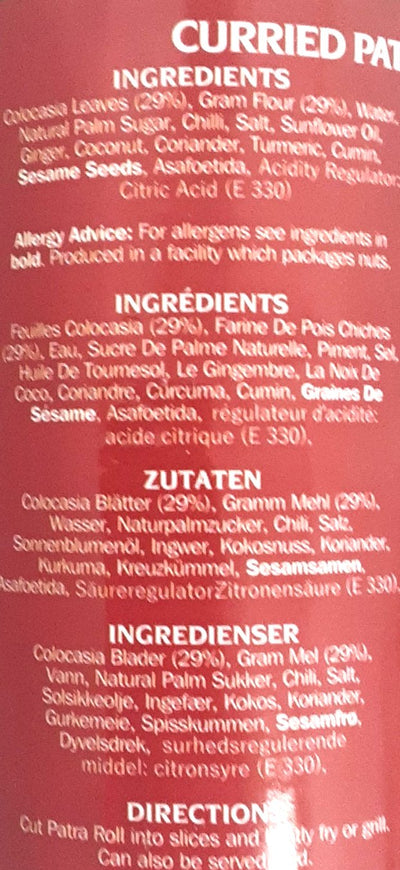 CURRIED PAT
INGREDIENTS
Colocasia Leaves (29%), Gram Flour (29%), Water,
Natural Palm Sugar, Chilli, Salt, Sunflower Oil,
Ginger, Coconut, Coriander, Turmeric, Cumin,
Sesame Seeds, Asafoetida, Acidity Regulator:
Citric Acid (E 330)
Allergy Advice: For allergens see ingredients in
bold. Produced in a facility which packages nuts.
INGRÉDIENTS
Feuilles Colocasia (29%), Farine De Pois Chiches
(29%), Eau, Sucre De Palme Naturelle, Piment, Sel,
Huile De Tournesol, Le Gingembre, La Noix De
Coco, Coriandre, Cúrcuma, Cumin, Graines De
Sésame, Asafoetida, régulateur d'acidité:
acide citrique (E 330).
ZUTATEN
Colocasia Blätter (29%), Gramm Mehl (29%),
Wasser, Naturpalmzucker, Chili, Salz,
Sonnenblumenöl, Ingwer, Kokosnuss, Koriander,
Kurkuma, Kreuzkümmel, Sesamsamen,
Asafoetida, SäureregulatorZitronensäure (E 330).
INGREDIENSER
Colocasia Blader (29%), Gram Mel (29%),
Vann, Natural Palm Sukker, Chili, Salt,
Solsikkeolje, Ingefær, Kokos, Koriander,
Gurkemeie, Spisskummen, Sesamfrø,
Dyvelsdrek, surhedsregulerende
middel: citronsyre (E 330).
DIRECTION
Cut Patra Roll into slices and fry or grill.
Can also be served